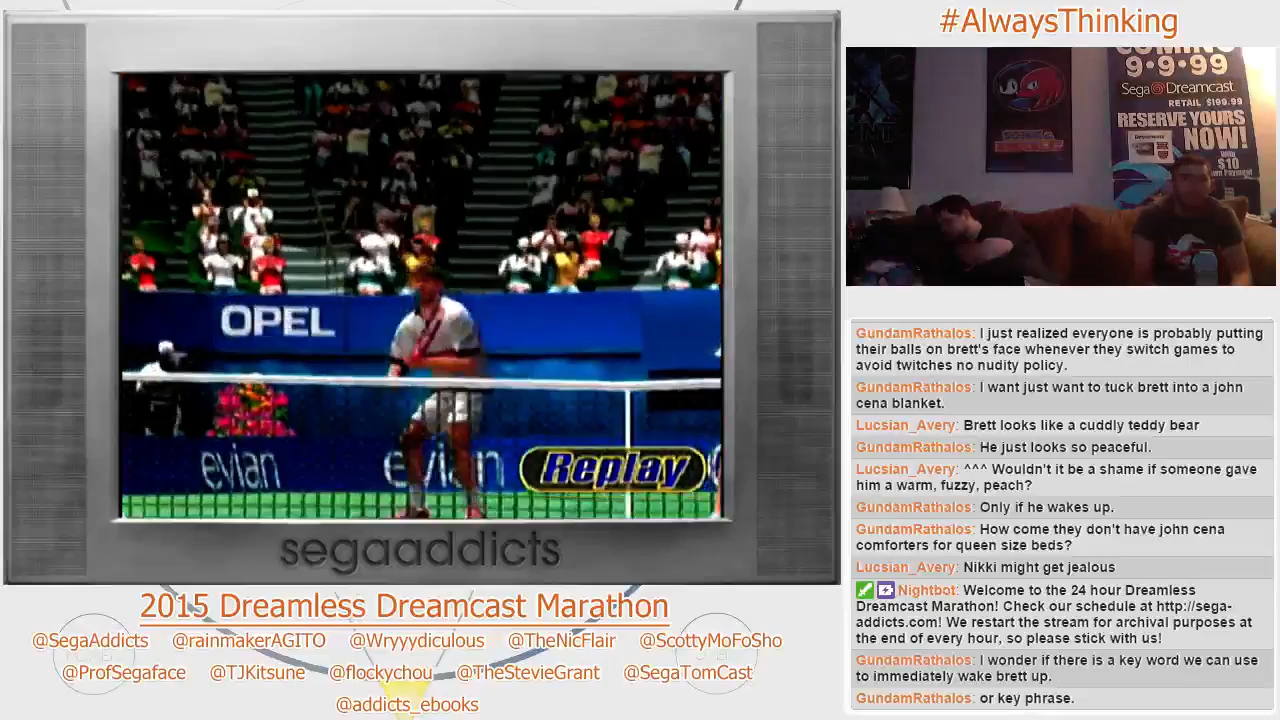 #AlwaysThinking
COMING
9·9·99
Sega Dreamcast
RETAIL $199.99
RESERVE YOURS
NOW!
$10
OPEL
evian
evian
Replay
segaaddicts
GundamRathalos: I just realized everyone is probably putting
their balls on brett's face whenever they switch games to
avoid twitches no nudity policy.
GundamRathalos: I want just want to tuck brett into a john
cena blanket.
Lucsian_Avery: Brett looks like a cuddly teddy bear
GundamRathalos: He just looks so peaceful.
Lucsian_Avery: ^^^ Wouldn't it be a shame if someone gave
him a warm, fuzzy, peach?
GundamRathalos: Only if he wakes up.
GundamRathalos: How come they don't have john cena
comforters for queen size beds?
Lucsian_Avery: Nikki might get jealous
Nightbot: Welcome to the 24 hour Dreamless
Dreamcast Marathon! Check our schedule at http://sega-
addicts.com! We restart the stream for archival purposes at
the end of every hour, so please stick with us!
GundamRathalos: I wonder if there is a key word we can use
to immediately wake brett up.
GundamRathalos: or key phrase.
2015 Dreamless Dreamcast Marathon
@SegaAddicts @rainmakerAGITO @Wryyydiculous @TheNicFlair @ScottyMoFoSho
@ProfSegaface @TJKitsune @flockychou @TheStevieGrant @SegaTomCast
@addicts_ebooks